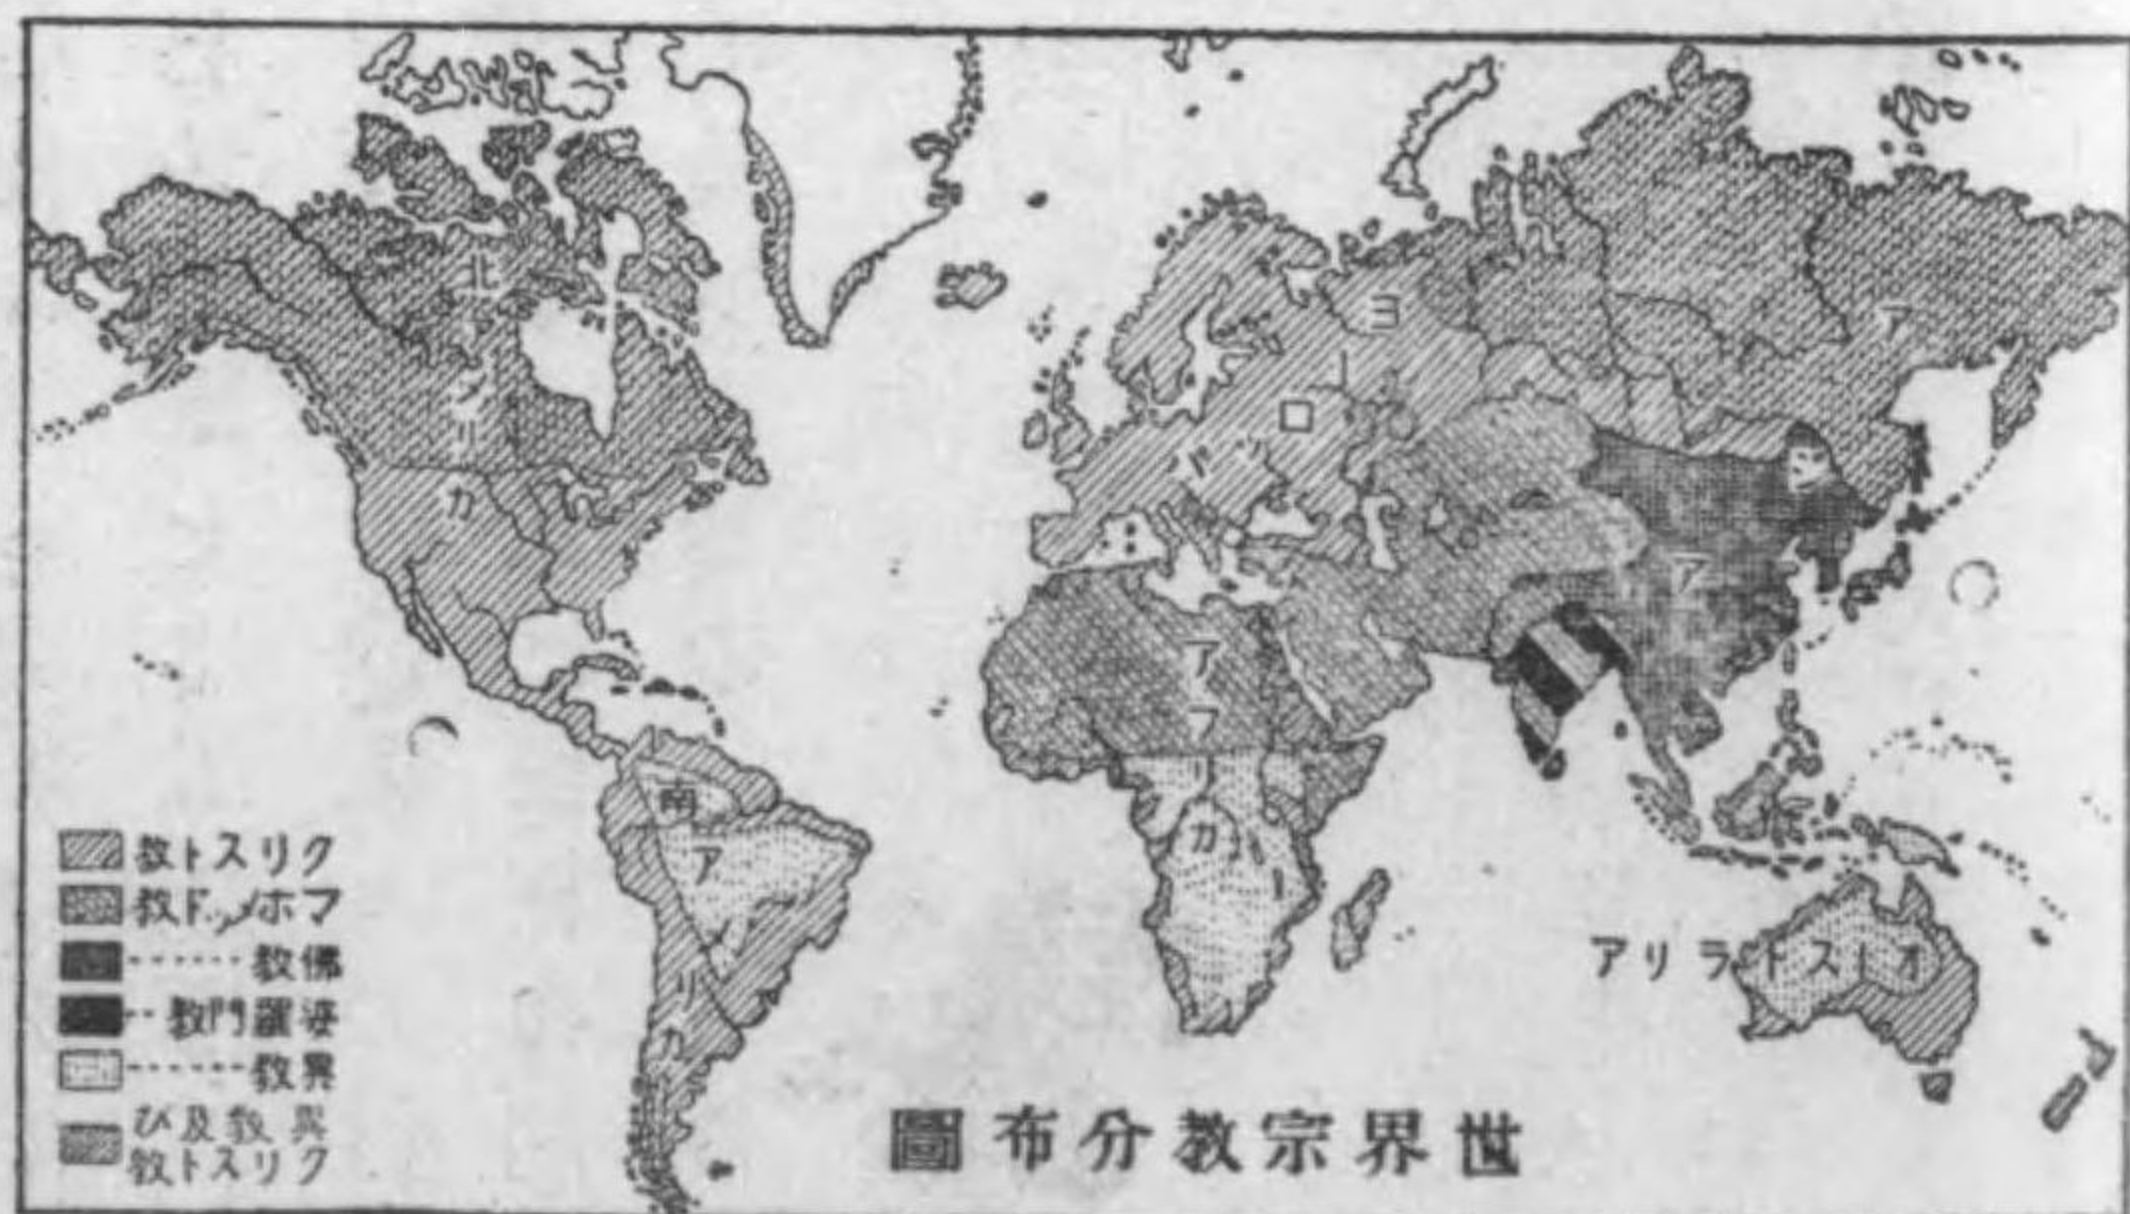 世界宗教分布圖
クリスト教
マホメッド教
佛教
婆羅門教
異教
異教及び
クリスト教
北アメリカ
南アメリカ
ヨーロッパ
アジア
アフリカ
オーストラリア